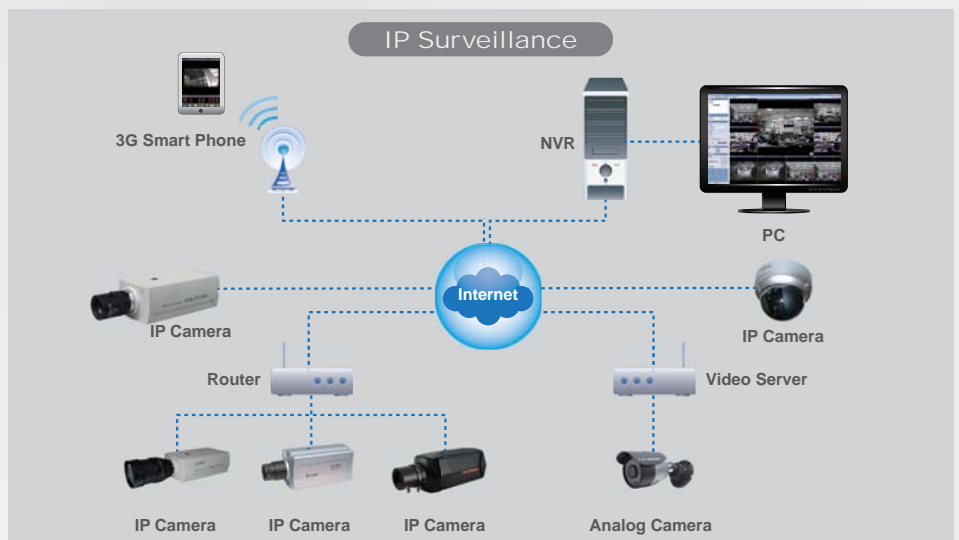 IP Surveillance
3G Smart Phone
NVR
PC
Internet
IP Camera
IP Camera
Router
Video Server
IP Camera
IP Camera
IP Camera
Analog Camera